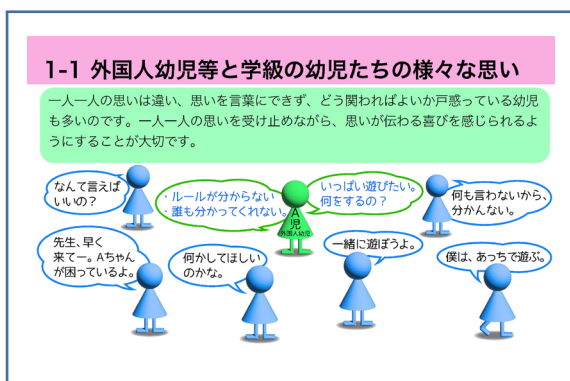 1-1 外国人幼児等と学級の幼児たちの様々な思い
一人一人の思いは違い、思いを言葉にできず、どう関わればよいか戸惑っている幼児
も多いのです。一人一人の思いを受け止めながら、思いが伝わる喜びを感じられるよ
うにすることが大切です。
なんて言えば
いいの？
・ルールが分からない
・誰も分かってくれない。
A
児
外国人幼児
いっぱい遊びたい。
何をするの？
何も言わないから、
分かんない。
先生、早く
来てー。Aちゃん
が困っているよ。
何かしてほしい
のかな。
一緒に遊ぼうよ。
僕は、あっちで遊ぶ。